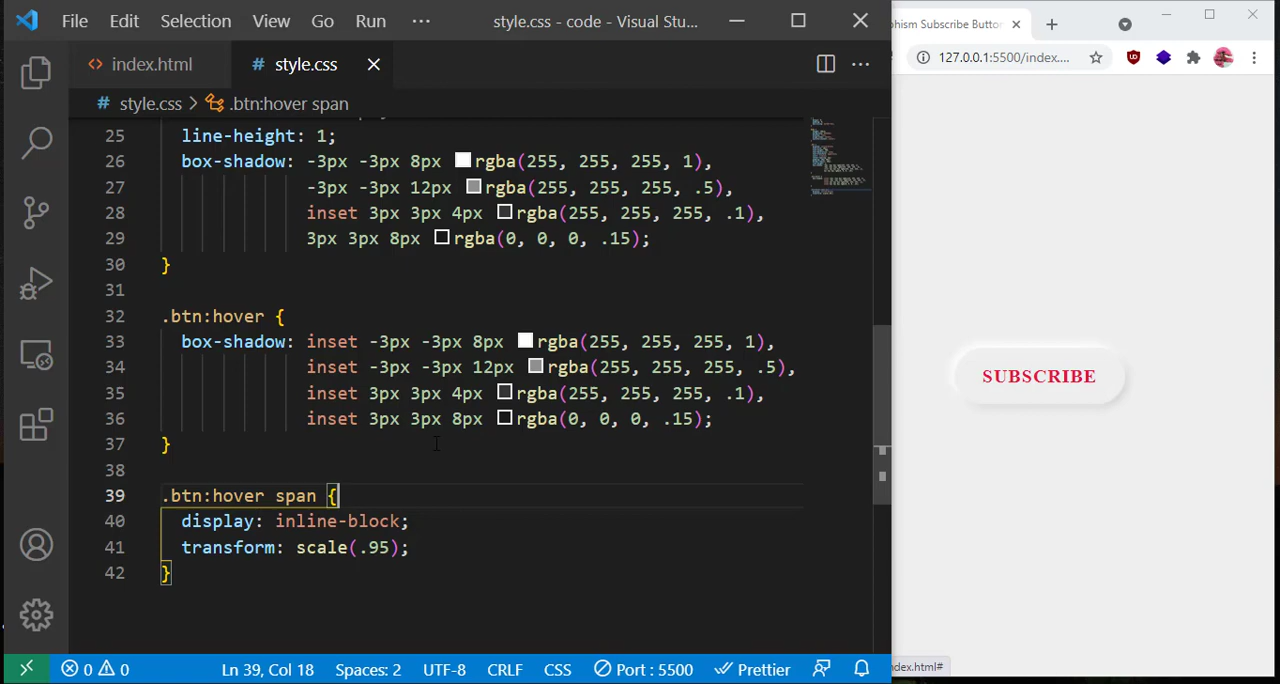 File Edit Selection View Go Run ··· style.css - code - Visual Stu...
index.html # style.css
# style.css > .btn:hover span
25 line-height: 1;
26 box-shadow: -3px -3px 8px rgba(255, 255, 255, 1),
27 -3px -3px 12px rgba(255, 255, 255, .5),
28 inset 3px 3px 4px rgba(255, 255, 255, .1),
29 3px 3px 8px rgba(0, 0, 0, .15);
30 }
31
32 .btn:hover {
33 box-shadow: inset -3px -3px 8px rgba(255, 255, 255, 1),
34 inset -3px -3px 12px rgba(255, 255, 255, .5),
35 inset 3px 3px 4px rgba(255, 255, 255, .1),
36 inset 3px 3px 8px rgba(0, 0, 0, .15);
37 }
38
39 .btn:hover span {
40 display: inline-block;
41 transform: scale(.95);
42 }
0 0 Ln 39, Col 18 Spaces: 2 UTF-8 CRLF CSS Port : 5500 Prettier
phism Subscribe Button
127.0.0.1:5500/index....
SUBSCRIBE
ndex.html#